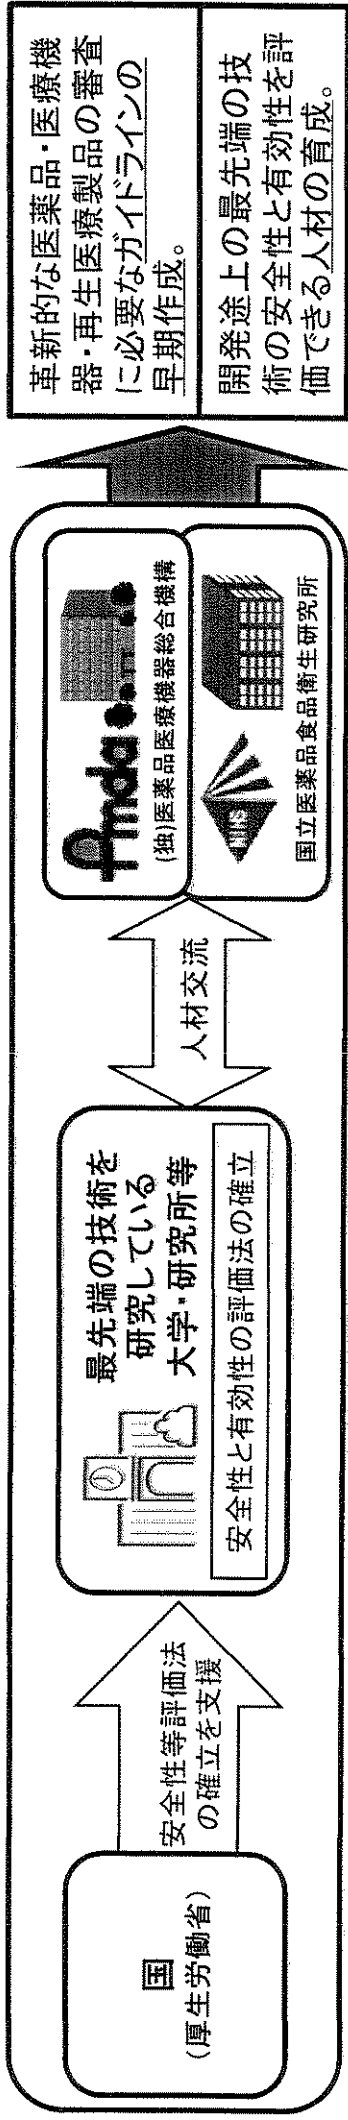 国
(厚生労働省)
安全性等評価法
の確立を支援
最先端の技術を
研究している
大学・研究所等
安全性と有効性の評価法の確立
人材交流
pmda
(独)医薬品医療機器総合機構
NIHS
国立医薬品食品衛生研究所
革新的な医薬品・医療機
器・再生医療製品の審査
に必要なガイドラインの
早期作成。
開発途上の最先端の技
術の安全性と有効性を評
価できる人材の育成。